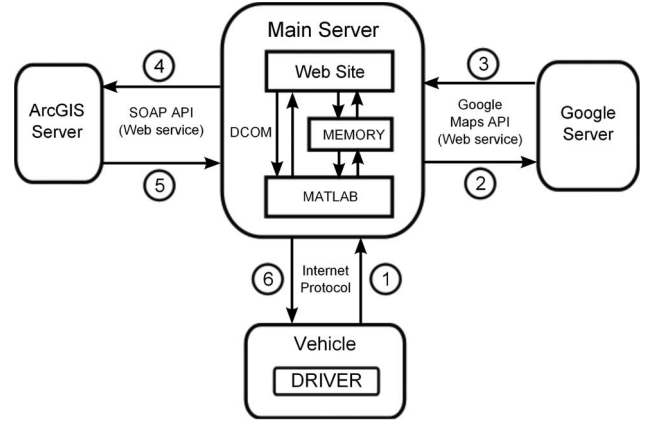 Main Server
Web Site
DCOM
MEMORY
MATLAB
4
ArcGIS
Server
SOAP API
(Web service)
5
3
Google
Maps API
(Web service)
2
Google
Server
6
Internet
Protocol
1
Vehicle
DRIVER